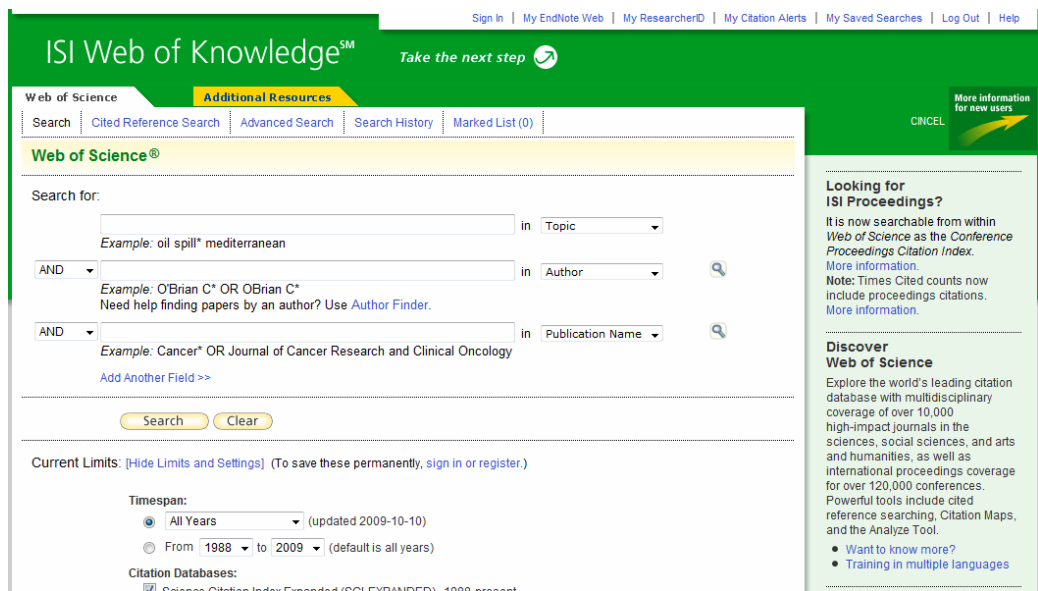 Sign In | My EndNote Web | My ResearcherID | My Citation Alerts | My Saved Searches | Log Out | Help
ISI Web of Knowledge℠ Take the next step
Web of Science Additional Resources
More information
for new users
CINCEL
Search Cited Reference Search Advanced Search Search History Marked List (0)
Web of Science®
Search for:
in Topic
Example: oil spill* mediterranean
AND in Author
Example: O'Brian C* OR OBrian C*
Need help finding papers by an author? Use Author Finder.
AND in Publication Name
Example: Cancer* OR Journal of Cancer Research and Clinical Oncology
Add Another Field >>
Search Clear
Current Limits: [Hide Limits and Settings] (To save these permanently, sign in or register.)
Timespan:
All Years (updated 2009-10-10)
From 1988 to 2009 (default is all years)
Citation Databases:
Science Citation Index Expanded (SCI-EXPANDED) --1988-present
Looking for
ISI Proceedings?
It is now searchable from within
Web of Science as the Conference
Proceedings Citation Index.
More information.
Note: Times Cited counts now
include proceedings citations.
More information.
Discover
Web of Science
Explore the world's leading citation
database with multidisciplinary
coverage of over 10,000
high-impact journals in the
sciences, social sciences, and arts
and humanities, as well as
international proceedings coverage
for over 120,000 conferences.
Powerful tools include cited
reference searching, Citation Maps,
and the Analyze Tool.
Want to know more?
Training in multiple languages